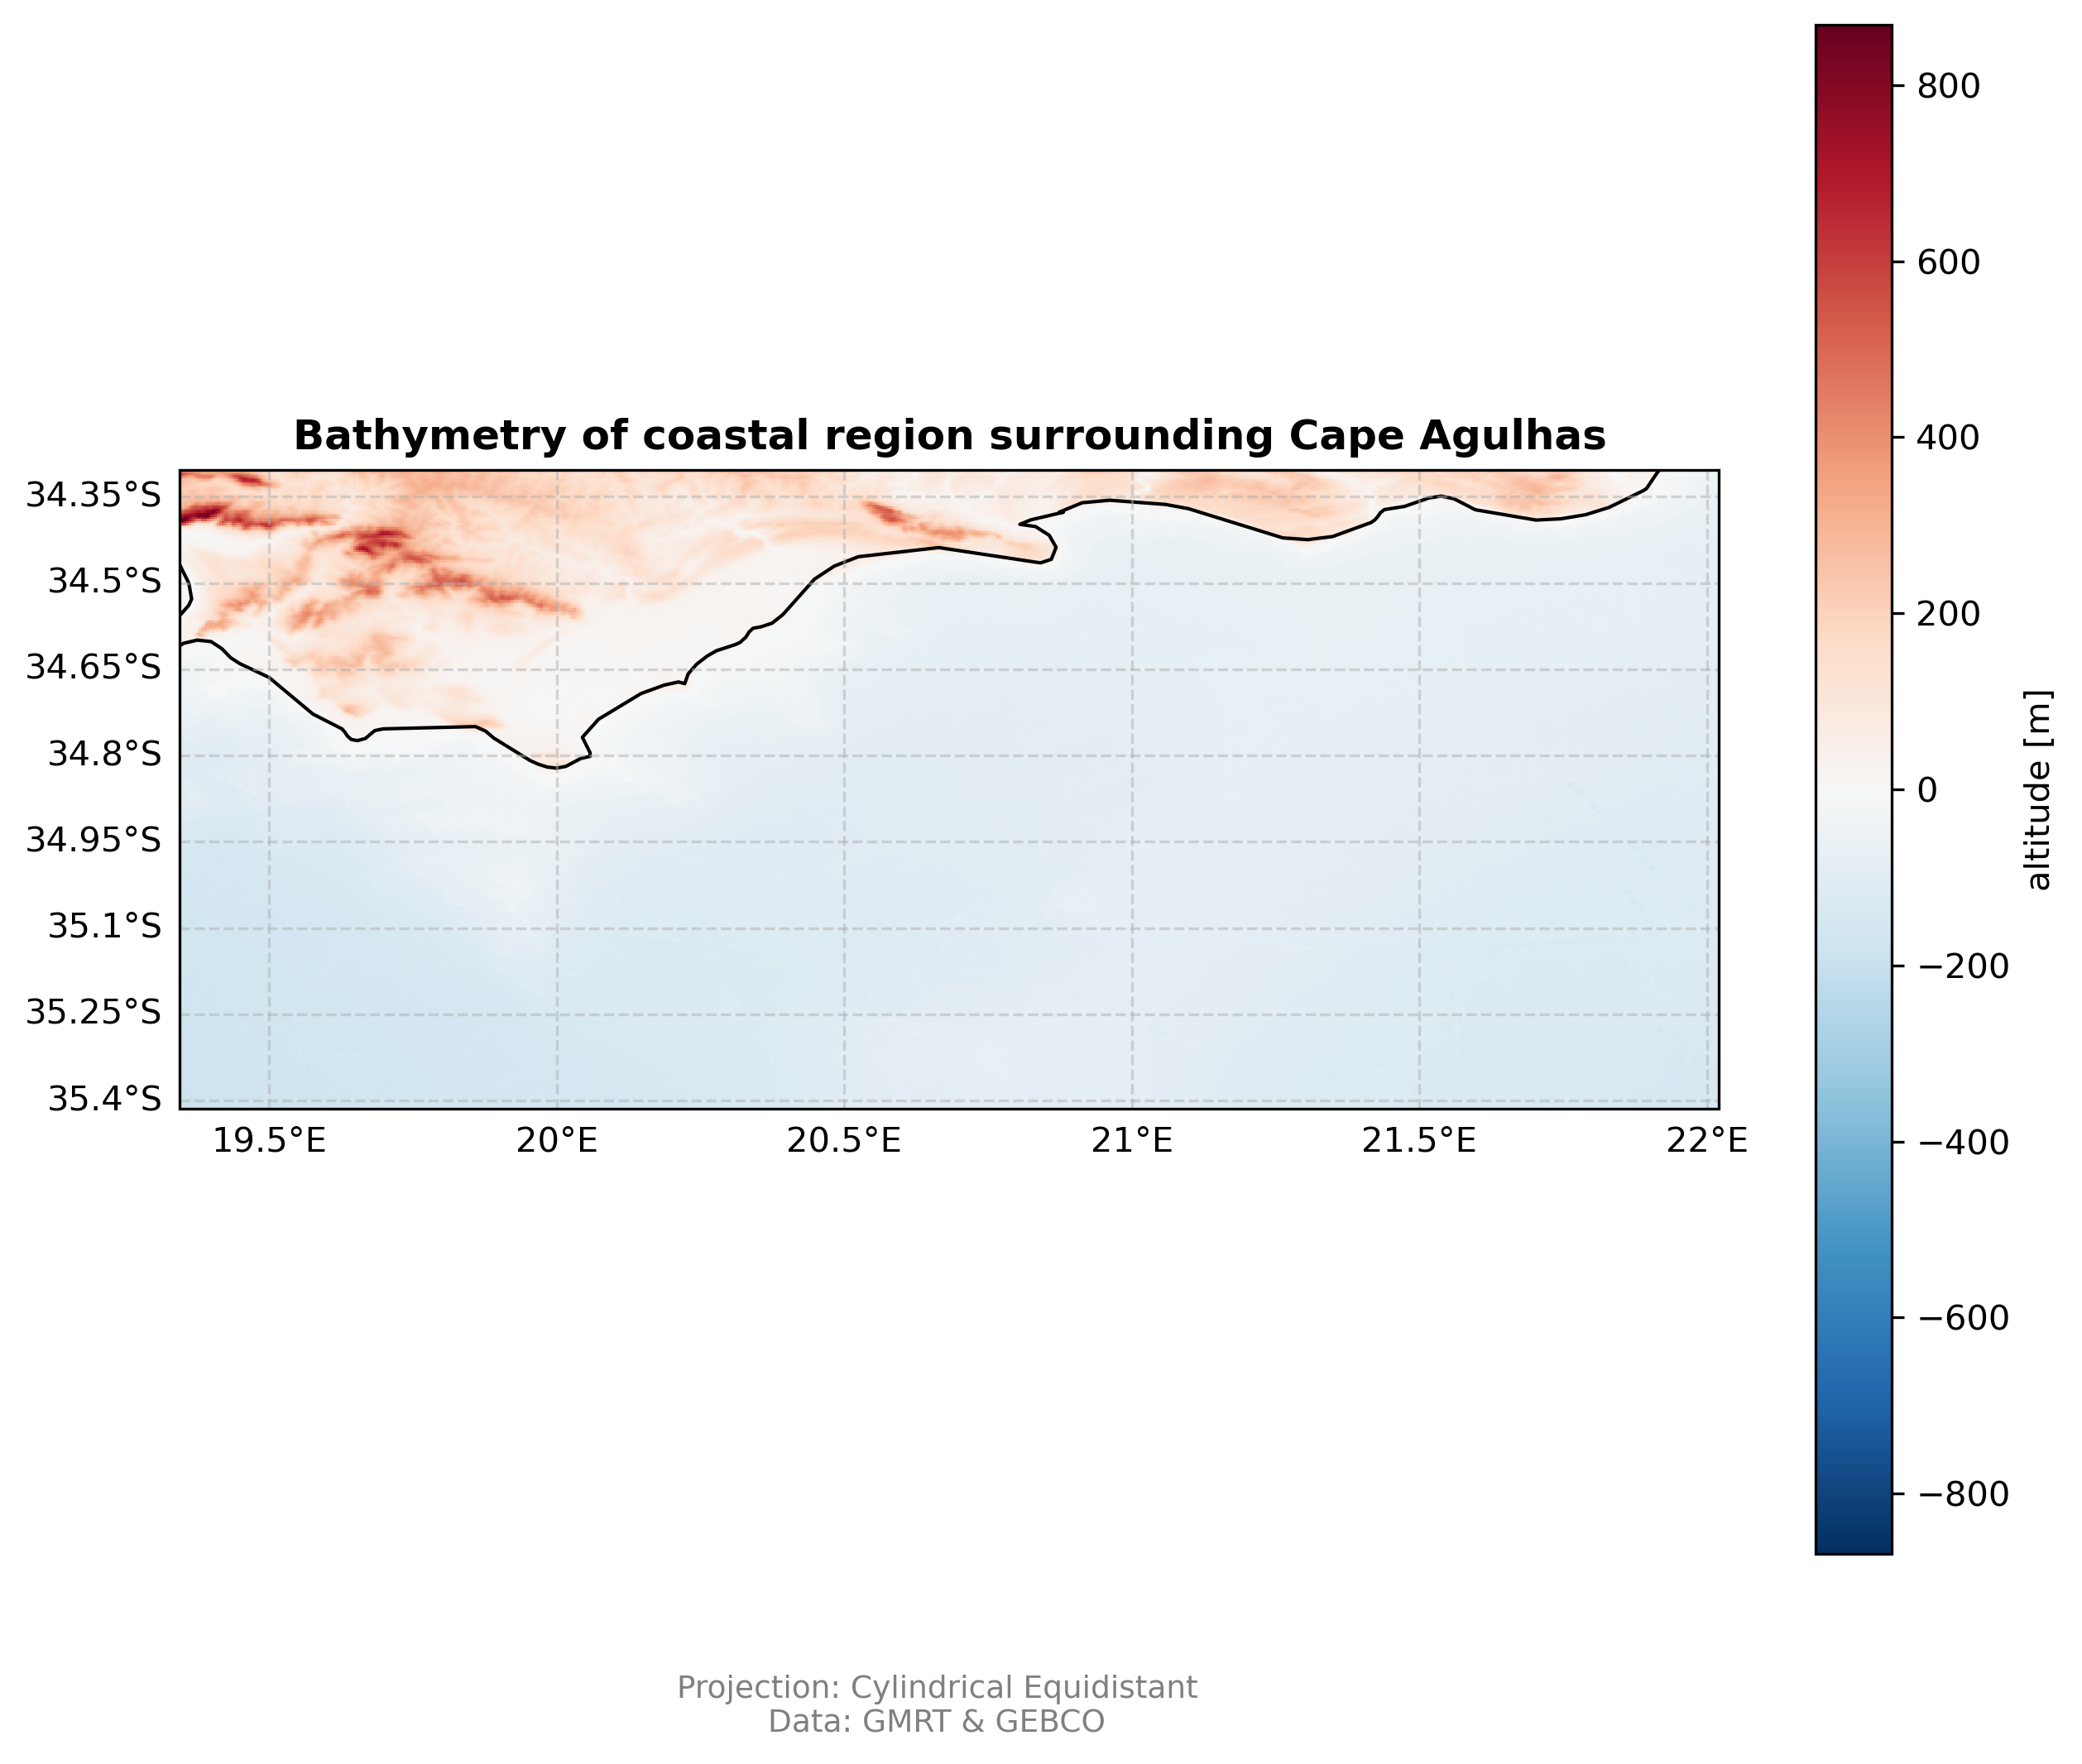 Bathymetry of coastal region surrounding Cape Agulhas
34.35°S
34.5°S
34.65°S
34.8°S
34.95°S
35.1°S
35.25°S
35.4°S
19.5°E
20°E
20.5°E
21°E
21.5°E
22°E
800
600
400
200
0
−200
−400
−600
−800
altitude [m]
Projection: Cylindrical Equidistant
Data: GMRT & GEBCO